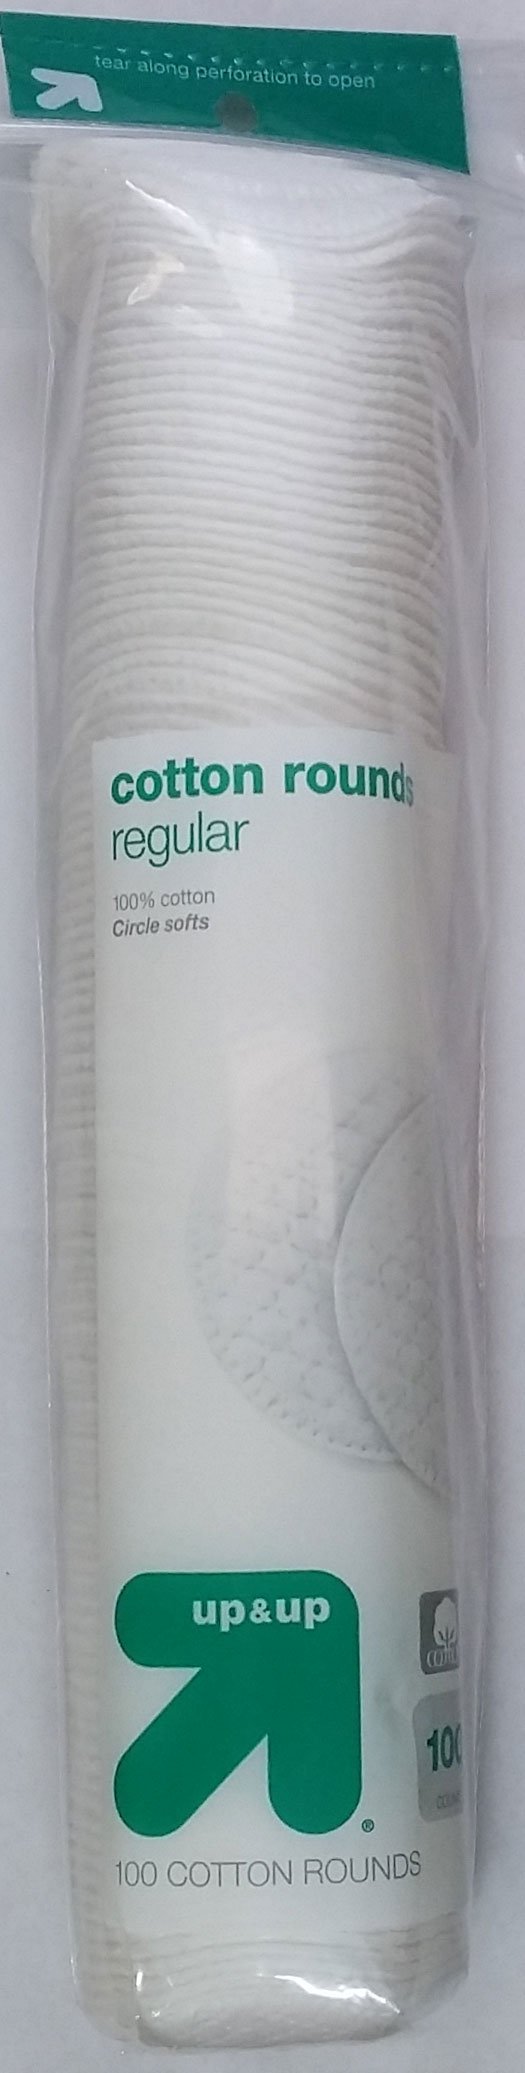 tear along perforation to open
cotton rounds
regular
100% cotton
Circle softs
up&up
®
100 COTTON ROUNDS